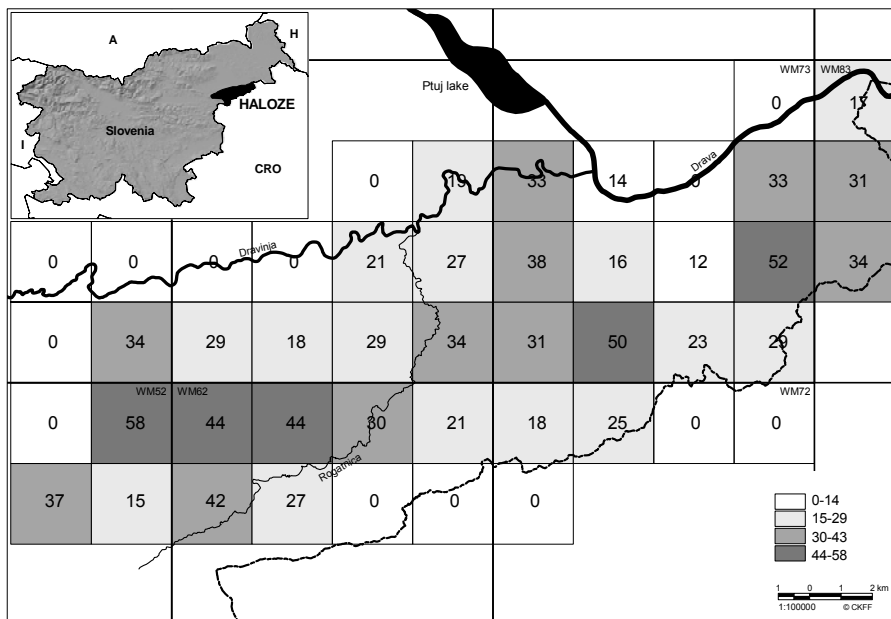 A
H
HALOZE
Slovenia
I
CRO
Ptuj lake
WM73 WM83
0 17
Drava
0 19 33 14 0 33 31
Dravinja
0 0 0 0 21 27 38 16 12 52 34
0 34 29 18 29 34 31 50 23 29
WM52 WM62 WM72
0 58 44 44 30 21 18 25 0 0
Rogatnica
37 15 42 27 0 0 0
0-14
15-29
30-43
44-58
1 0 1 2 km
1:100000 © CKFF